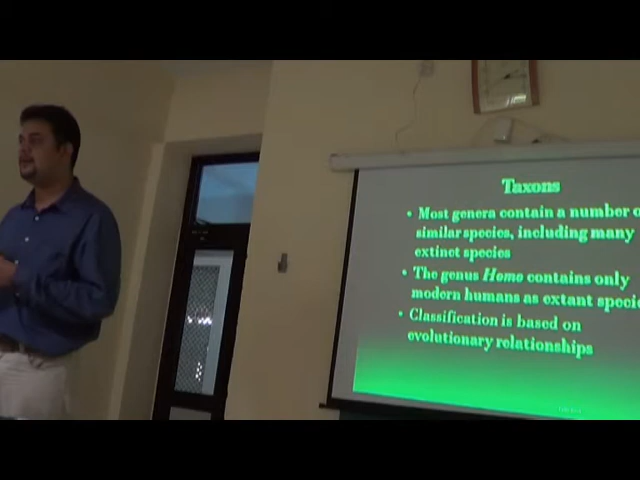 Taxons
• Most genera contain a number
similar species, including many
extinct species
• The genus Homo contains only
modern humans as extant
• Classification is based on
evolutionary relationships